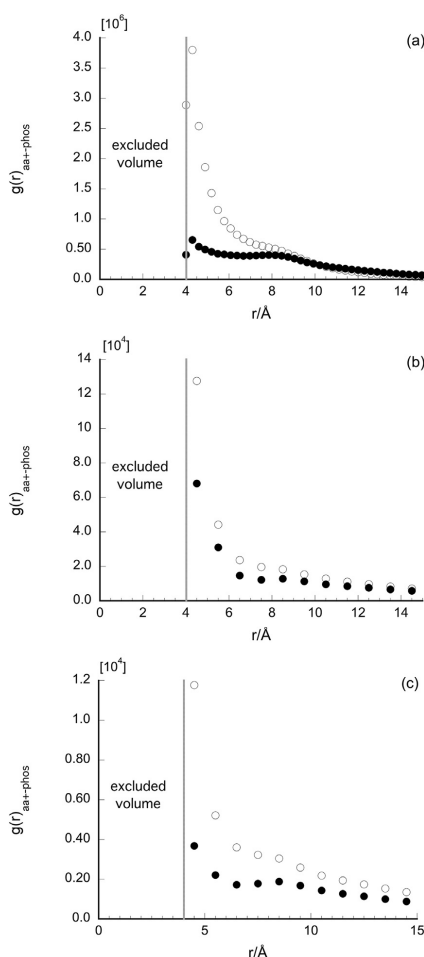 [10⁶]
(a)
4.0
3.5
3.0
2.5
2.0
1.5
1.0
0.50
0.0
g(r)aa+-phos
excluded
volume
0 2 4 6 8 10 12 14
r/Å
[10⁴]
(b)
14
12
10
8.0
6.0
4.0
2.0
0.0
g(r)aa+-phos
excluded
volume
0 2 4 6 8 10 12 14
r/Å
[10⁴]
(c)
1.2
1.0
0.80
0.60
0.40
0.20
0.0
g(r)aa+-phos
excluded
volume
0 5 10 15
r/Å